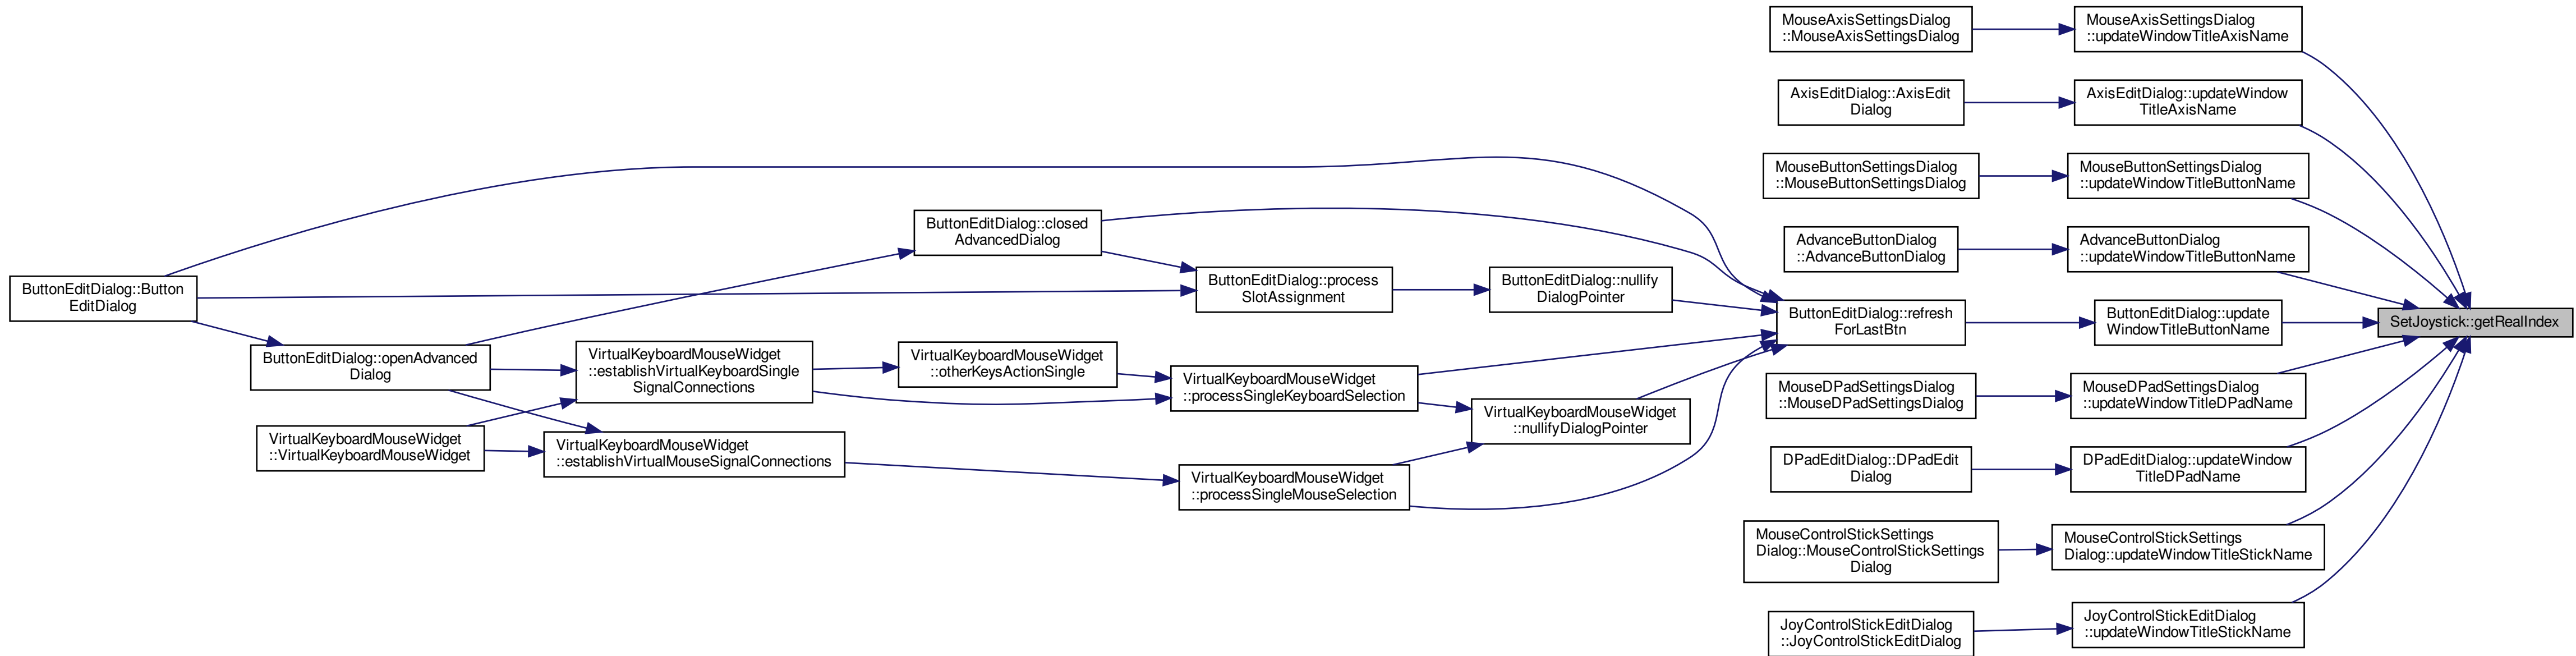 MouseAxisSettingsDialog
::MouseAxisSettingsDialog
MouseAxisSettingsDialog
::updateWindowTitleAxisName
AxisEditDialog::AxisEdit
Dialog
AxisEditDialog::updateWindow
TitleAxisName
MouseButtonSettingsDialog
::MouseButtonSettingsDialog
MouseButtonSettingsDialog
::updateWindowTitleButtonName
ButtonEditDialog::closed
AdvancedDialog
AdvanceButtonDialog
::AdvanceButtonDialog
AdvanceButtonDialog
::updateWindowTitleButtonName
ButtonEditDialog::Button
EditDialog
ButtonEditDialog::process
SlotAssignment
ButtonEditDialog::nullify
DialogPointer
ButtonEditDialog::refresh
ForLastBtn
ButtonEditDialog::update
WindowTitleButtonName
SetJoystick::getRealIndex
ButtonEditDialog::openAdvanced
Dialog
VirtualKeyboardMouseWidget
::establishVirtualKeyboardSingle
SignalConnections
VirtualKeyboardMouseWidget
::otherKeysActionSingle
VirtualKeyboardMouseWidget
::processSingleKeyboardSelection
VirtualKeyboardMouseWidget
::nullifyDialogPointer
MouseDPadSettingsDialog
::MouseDPadSettingsDialog
MouseDPadSettingsDialog
::updateWindowTitleDPadName
VirtualKeyboardMouseWidget
::VirtualKeyboardMouseWidget
VirtualKeyboardMouseWidget
::establishVirtualMouseSignalConnections
VirtualKeyboardMouseWidget
::processSingleMouseSelection
DPadEditDialog::DPadEdit
Dialog
DPadEditDialog::updateWindow
TitleDPadName
MouseControlStickSettings
Dialog::MouseControlStickSettings
Dialog
MouseControlStickSettings
Dialog::updateWindowTitleStickName
JoyControlStickEditDialog
::JoyControlStickEditDialog
JoyControlStickEditDialog
::updateWindowTitleStickName